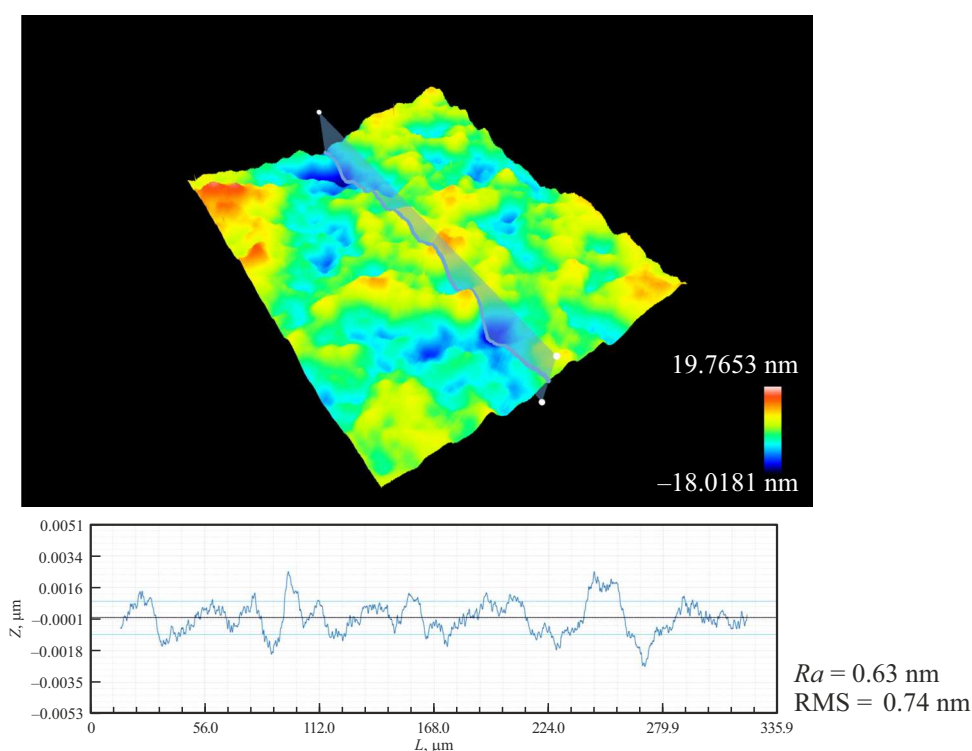 19.7653 nm
–18.0181 nm
0.0051
0.0034
0.0016
–0.0001
–0.0018
–0.0035
–0.0053
Z, μm
0 56.0 112.0 168.0 224.0 279.9 335.9
L, μm
Ra = 0.63 nm
RMS = 0.74 nm